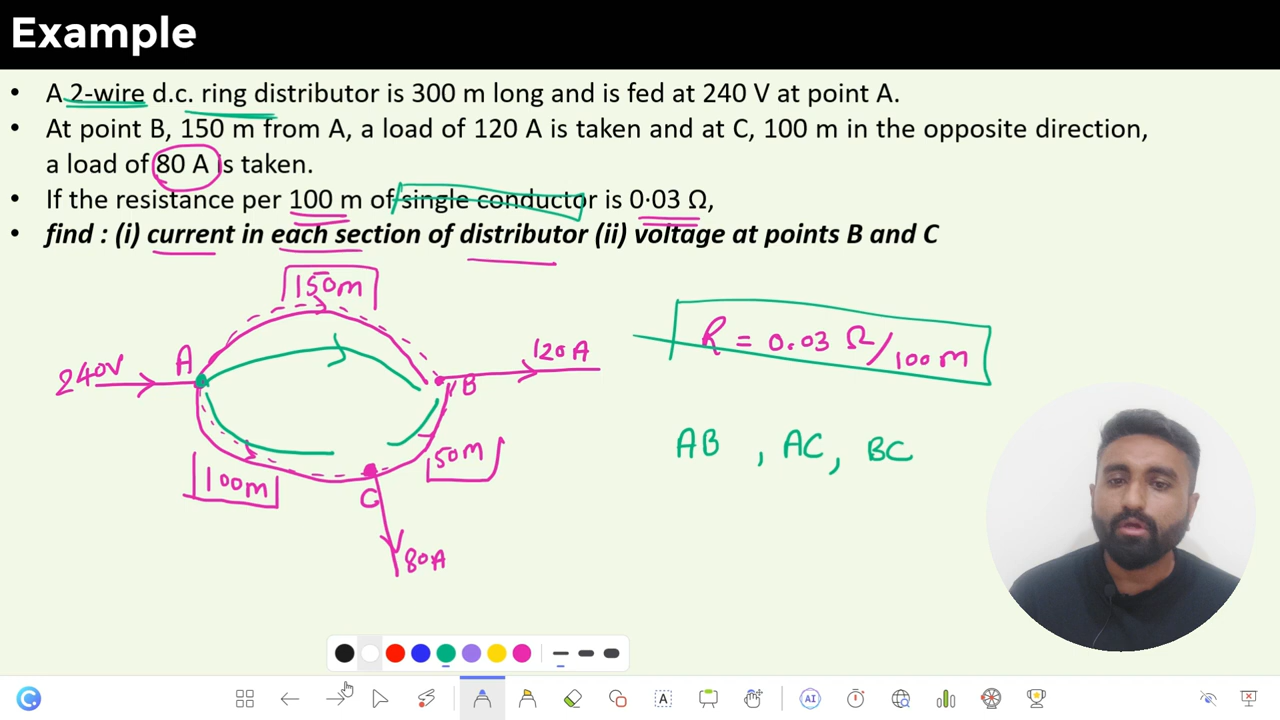 Example
• A 2-wire d.c. ring distributor is 300 m long and is fed at 240 V at point A.
• At point B, 150 m from A, a load of 120 A is taken and at C, 100 m in the opposite direction,
a load of 80 A is taken.
• If the resistance per 100 m of single conductor is 0·03 Ω,
• find : (i) current in each section of distributor (ii) voltage at points B and C
150m
240V
A
120A
B
R = 0.03 Ω/100m
AB , AC, BC
50m
100m
C
80A
A
AI